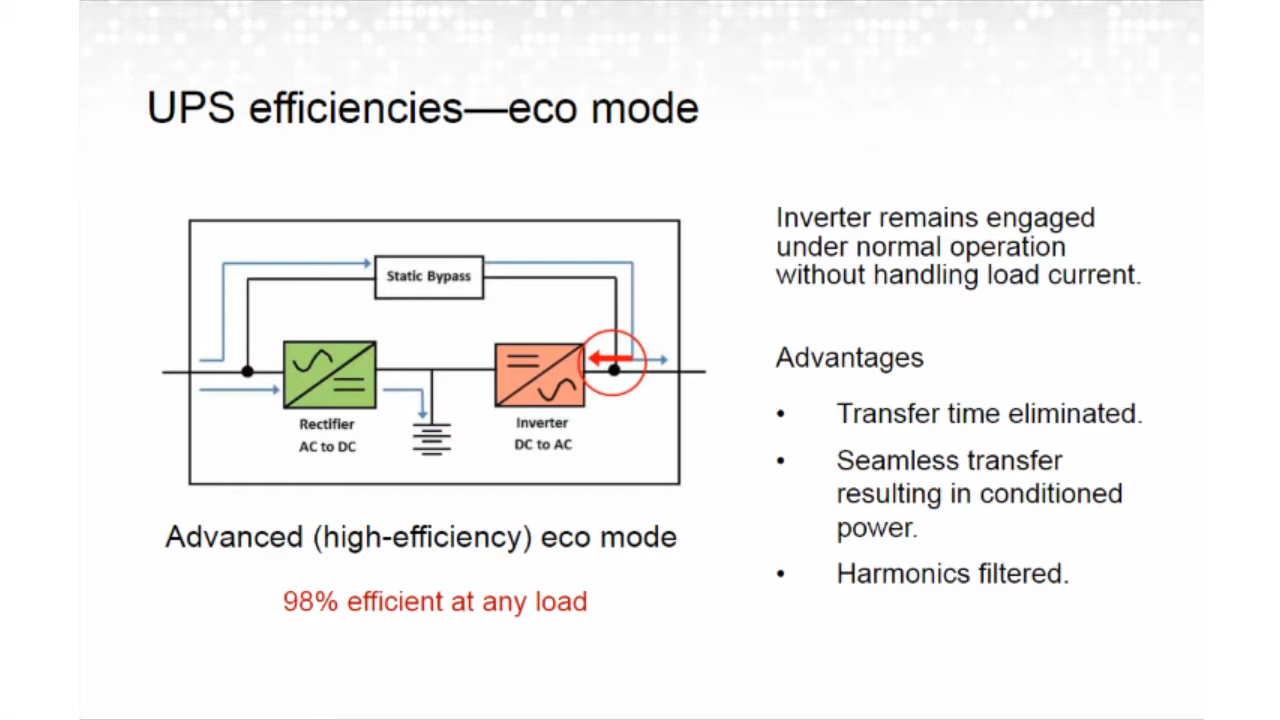 UPS efficiencies—eco mode
Static Bypass
Rectifier
AC to DC
Inverter
DC to AC
Advanced (high-efficiency) eco mode
98% efficient at any load
Inverter remains engaged
under normal operation
without handling load current.
Advantages
• Transfer time eliminated.
• Seamless transfer
resulting in conditioned
power.
• Harmonics filtered.